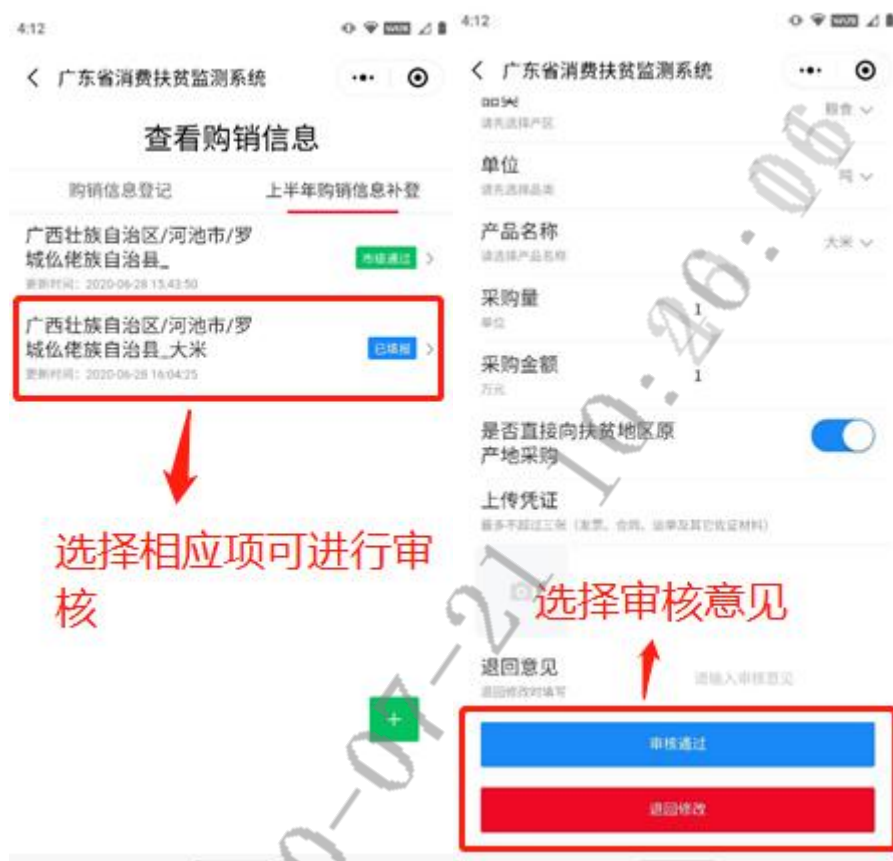 4:12
广东省消费扶贫监测系统
查看购销信息
购销信息登记
上半年购销信息补登
广西壮族自治区/河池市/罗
城仫佬族自治县_
市级通过
更新时间：2020-06-28 15:43:50
广西壮族自治区/河池市/罗
城仫佬族自治县_大米
已填报
更新时间：2020-06-28 16:04:25
选择相应项可进行审
核
+
4:12
广东省消费扶贫监测系统
品类
粮食
请先选择产区
单位
吨
请先选择品类
产品名称
大米
请选择产品名称
采购量
1
单位
采购金额
1
万元
是否直接向扶贫地区原
产地采购
上传凭证
最多不超过三张（发票、合同、运单及其它佐证材料）
选择审核意见
退回意见
请输入审核意见
退回修改时填写
审核通过
退回修改
0-07-21 10:26:06